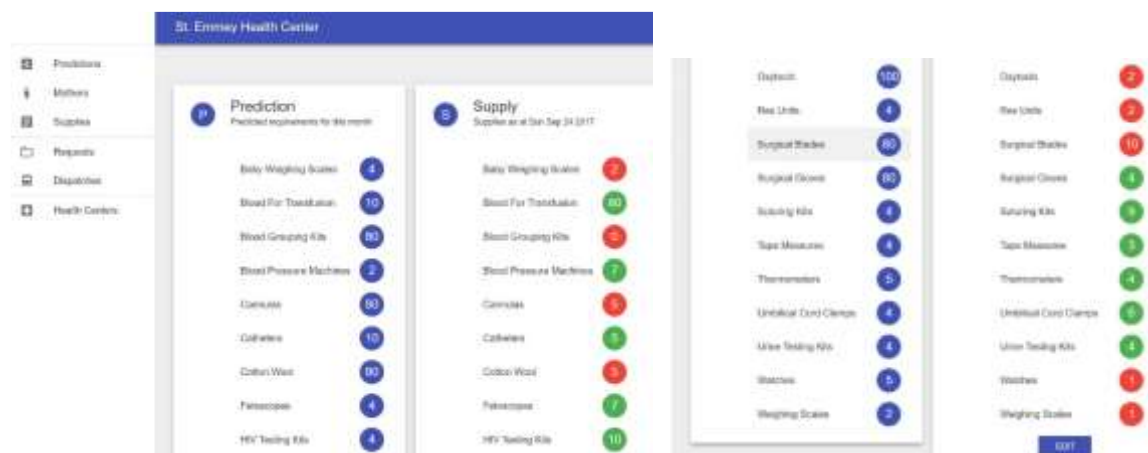 St. Emmey Health Center
Predictions
Mothers
Supplies
Requests
Dispatches
Health Centers
P
Prediction
Predicted requirements for this month
Baby Weighing Scales 4
Blood For Transfusion 10
Blood Grouping Kits 80
Blood Pressure Machines 2
Cannulas 80
Catheters 10
Cotton Wool 80
Fetoscopes 4
HIV Testing Kits 4
S
Supply
Supplies as at Sun Sep 24 2017
Baby Weighing Scales 2
Blood For Transfusion 80
Blood Grouping Kits
Blood Pressure Machines 7
Cannulas 5
Catheters
Cotton Wool
Fetoscopes 7
HIV Testing Kits 10
100
Units 4
Surgical Blades 80
Surgical Gloves 80
Suturing Kits 4
Tape Measures 4
Thermometers 5
Umbilical Cord Clamps 4
Urine Testing Kits 4
Watches 5
Weighing Scales 2
2
Units 2
Surgical Blades 10
Surgical Gloves 4
Suturing Kits
Tape Measures 3
Thermometers 4
Umbilical Cord Clamps
Urine Testing Kits 4
Watches 1
Weighing Scales 1
EDIT